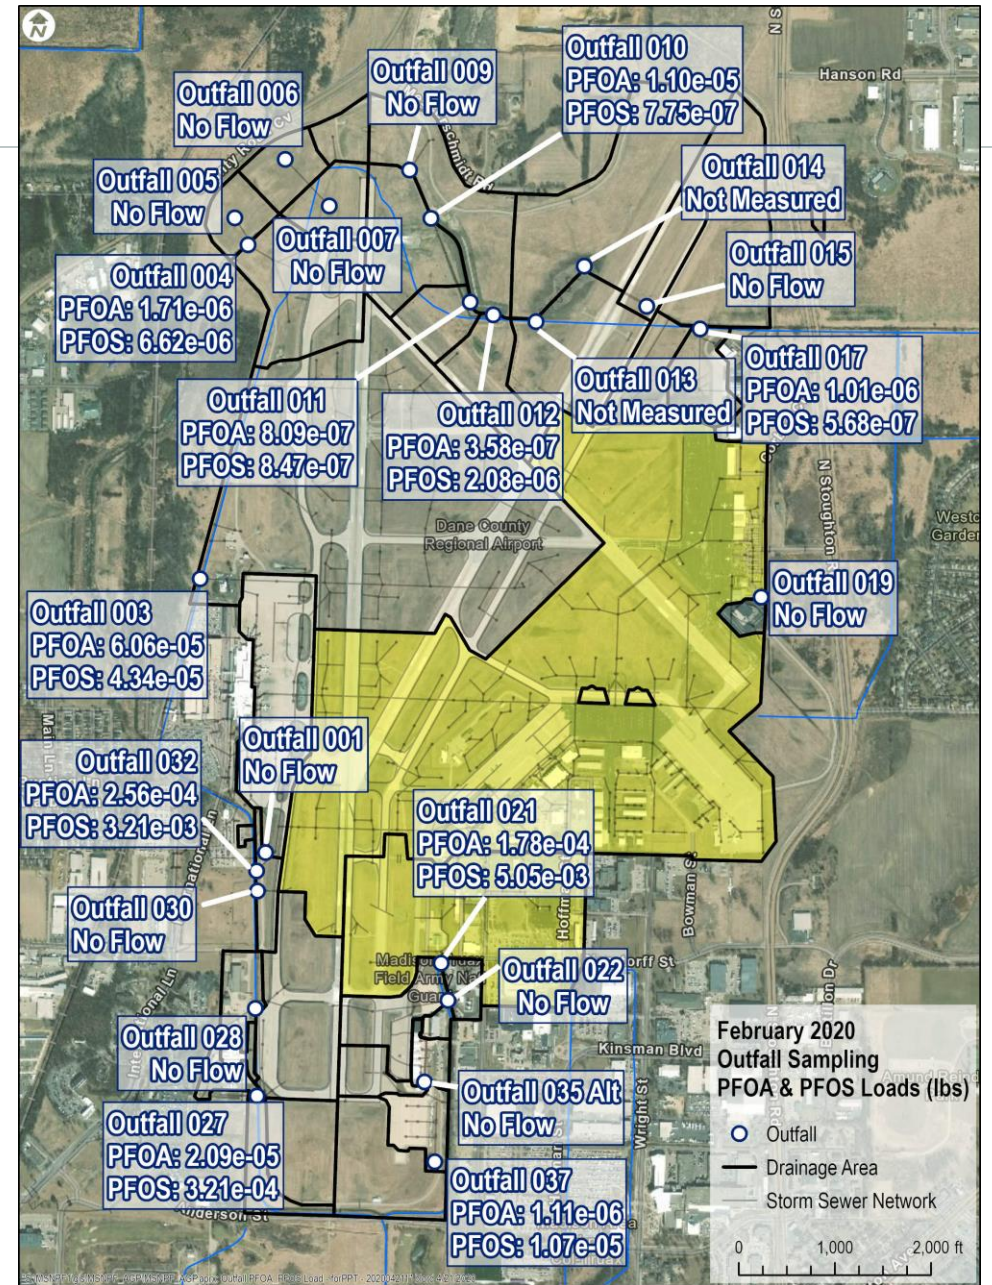 N
Outfall 006
No Flow
Outfall 009
No Flow
Outfall 010
PFOA: 1.10e-05
PFOS: 7.75e-07
N S
Hanson Rd
Outfall 005
No Flow
Outfall 007
No Flow
Outfall 014
Not Measured
Outfall 015
No Flow
Outfall 004
PFOA: 1.71e-06
PFOS: 6.62e-06
Outfall 011
PFOA: 8.09e-07
PFOS: 8.47e-07
Outfall 012
PFOA: 3.58e-07
PFOS: 2.08e-06
Outfall 013
Not Measured
Outfall 017
PFOA: 1.01e-06
PFOS: 5.68e-07
N Stoughton R
Westc
Garden
Dane County
Regional Airport
Outfall 019
No Flow
Outfall 003
PFOA: 6.06e-05
PFOS: 4.34e-05
Main Ln
Outfall 001
No Flow
Outfall 032
PFOA: 2.56e-04
PFOS: 3.21e-03
Outfall 021
PFOA: 1.78e-04
PFOS: 5.05e-03
Outfall 030
No Flow
Hoffm
Bowman S
Outfall 022
No Flow
orff St
Outfall 028
No Flow
Kinsman Blvd
Outfall 035 Alt
No Flow
Wright St
Outfall 027
PFOA: 2.09e-05
PFOS: 3.21e-04
Outfall 037
PFOA: 1.11e-06
PFOS: 1.07e-05
nderson St
February 2020
Outfall Sampling
PFOA & PFOS Loads (lbs)
Outfall
Drainage Area
Storm Sewer Network
0 1,000 2,000 ft